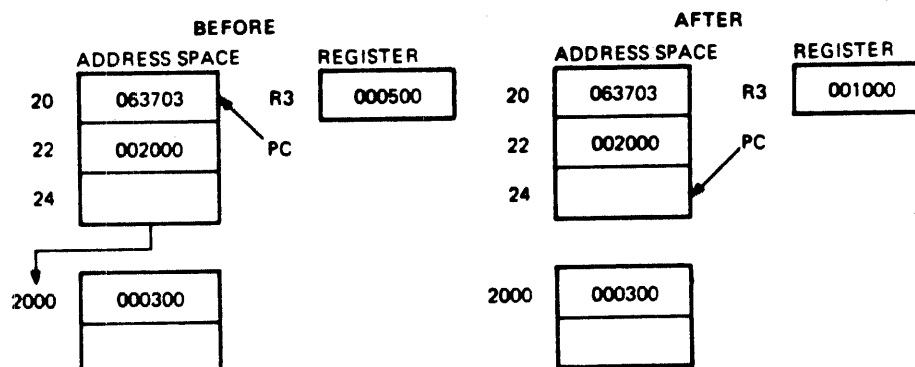 BEFORE
ADDRESS SPACE
REGISTER
20 063703 R3 000500
22 002000 PC
24
2000 000300
AFTER
ADDRESS SPACE
REGISTER
20 063703 R3 001000
22 002000 PC
24
2000 000300